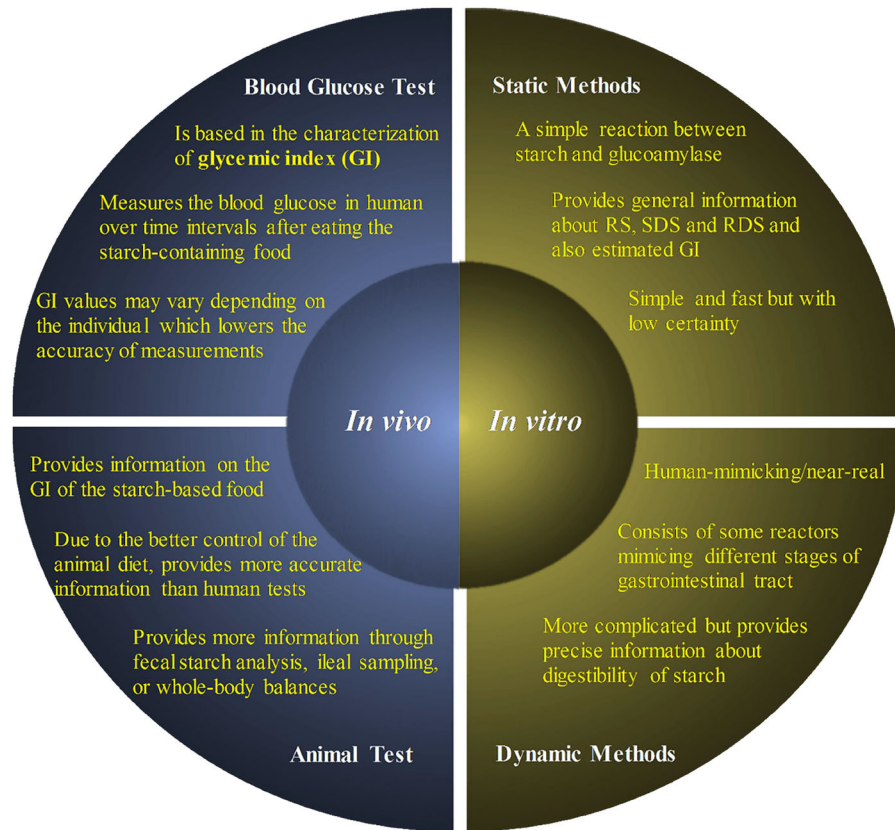 Blood Glucose Test
Is based in the characterization
of glycemic index (GI)
Measures the blood glucose in human
over time intervals after eating the
starch-containing food
GI values may vary depending on
the individual which lowers the
accuracy of measurements
Static Methods
A simple reaction between
starch and glucoamylase
Provides general information
about RS, SDS and RDS and
also estimated GI
Simple and fast but with
low certainty
In vivo
In vitro
Provides information on the
GI of the starch-based food
Due to the better control of the
animal diet, provides more accurate
information than human tests
Provides more information through
fecal starch analysis, ileal sampling,
or whole-body balances
Animal Test
Human-mimicking/near-real
Consists of some reactors
mimicing different stages of
gastrointestinal tract
More complicated but provides
precise information about
digestibility of starch
Dynamic Methods